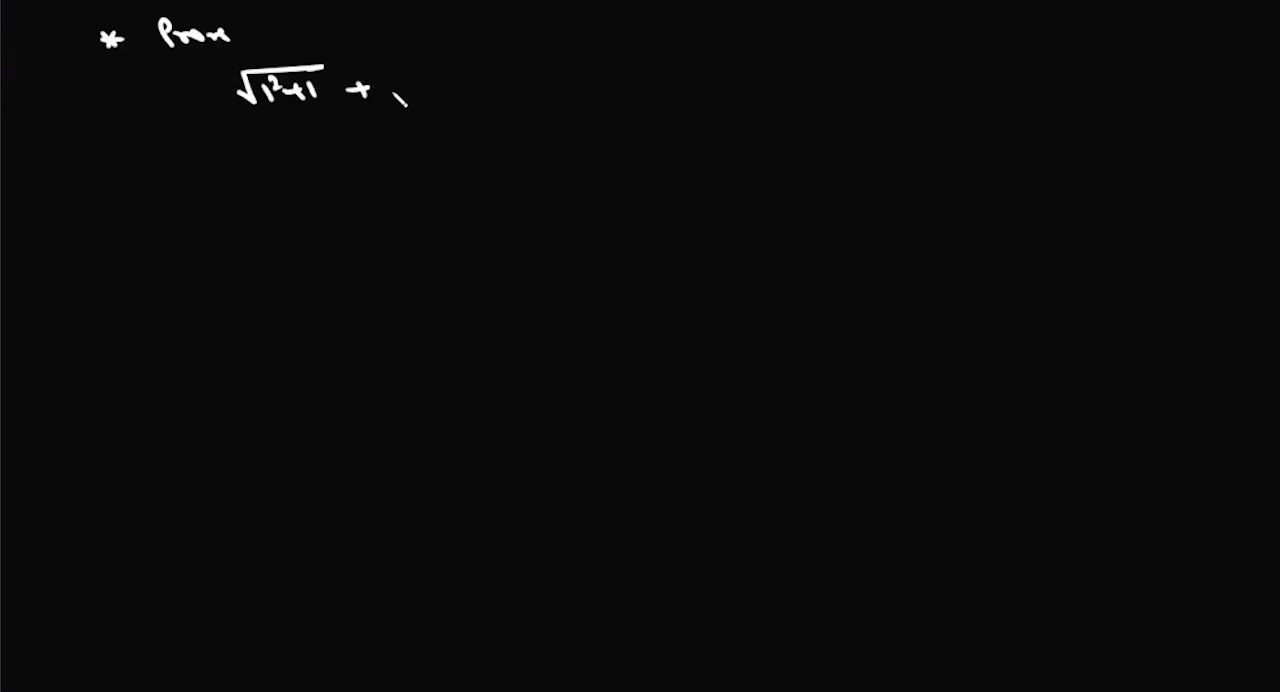 * Prove
√(1²+1) +